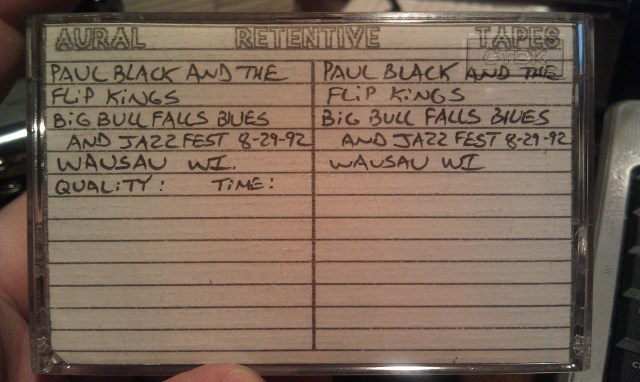 AURAL RETENTIVE TAPES
PAUL BLACK AND THE
FLiP KiNGS
BiG BULL FALLS BLUES
AND JAZZ FEST 8-29-92
WAUSAU WI.
QUALiTY: TiME:
PAUL BLACK AND THE
FLiP KiNGS
BiG BULL FALLS BLUES
AND JAZZ FEST 8-29-92
WAUSAU WI